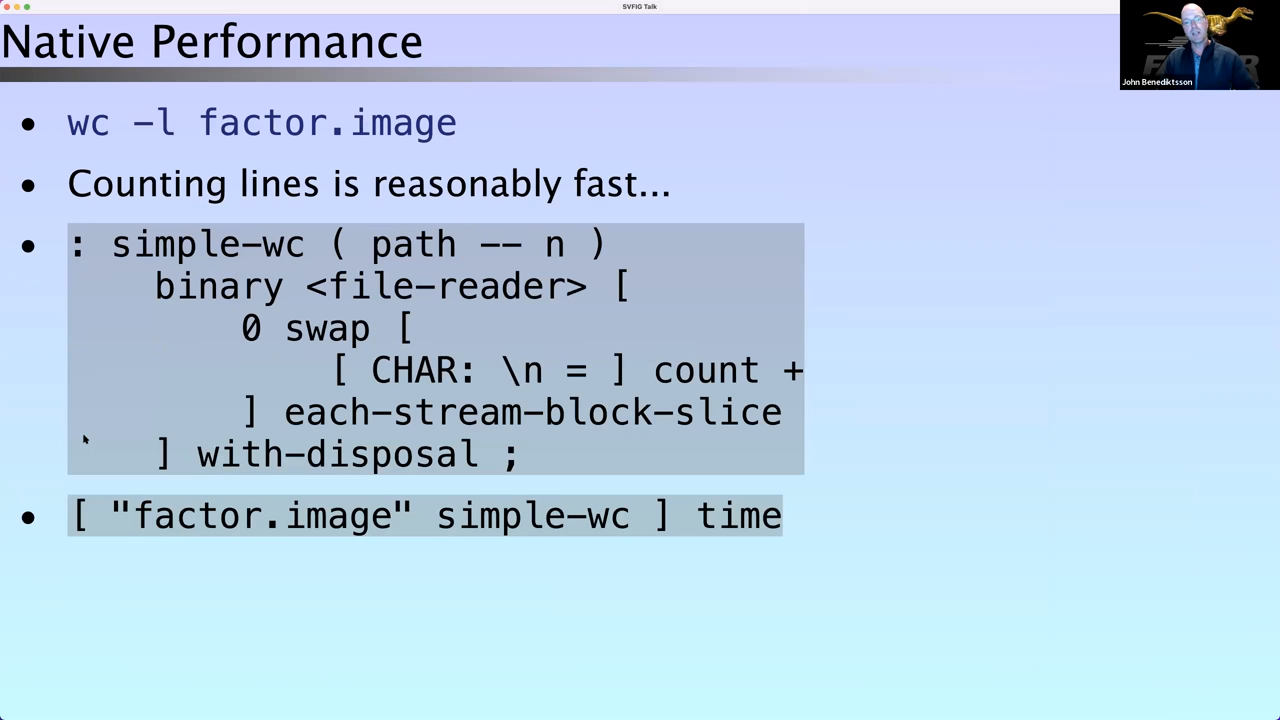 SVFIG Talk
Native Performance
• wc -l factor.image
• Counting lines is reasonably fast...
• : simple-wc ( path -- n )
binary <file-reader> [
0 swap [
[ CHAR: \n = ] count +
] each-stream-block-slice
] with-disposal ;
• [ "factor.image" simple-wc ] time
John Benediktsson